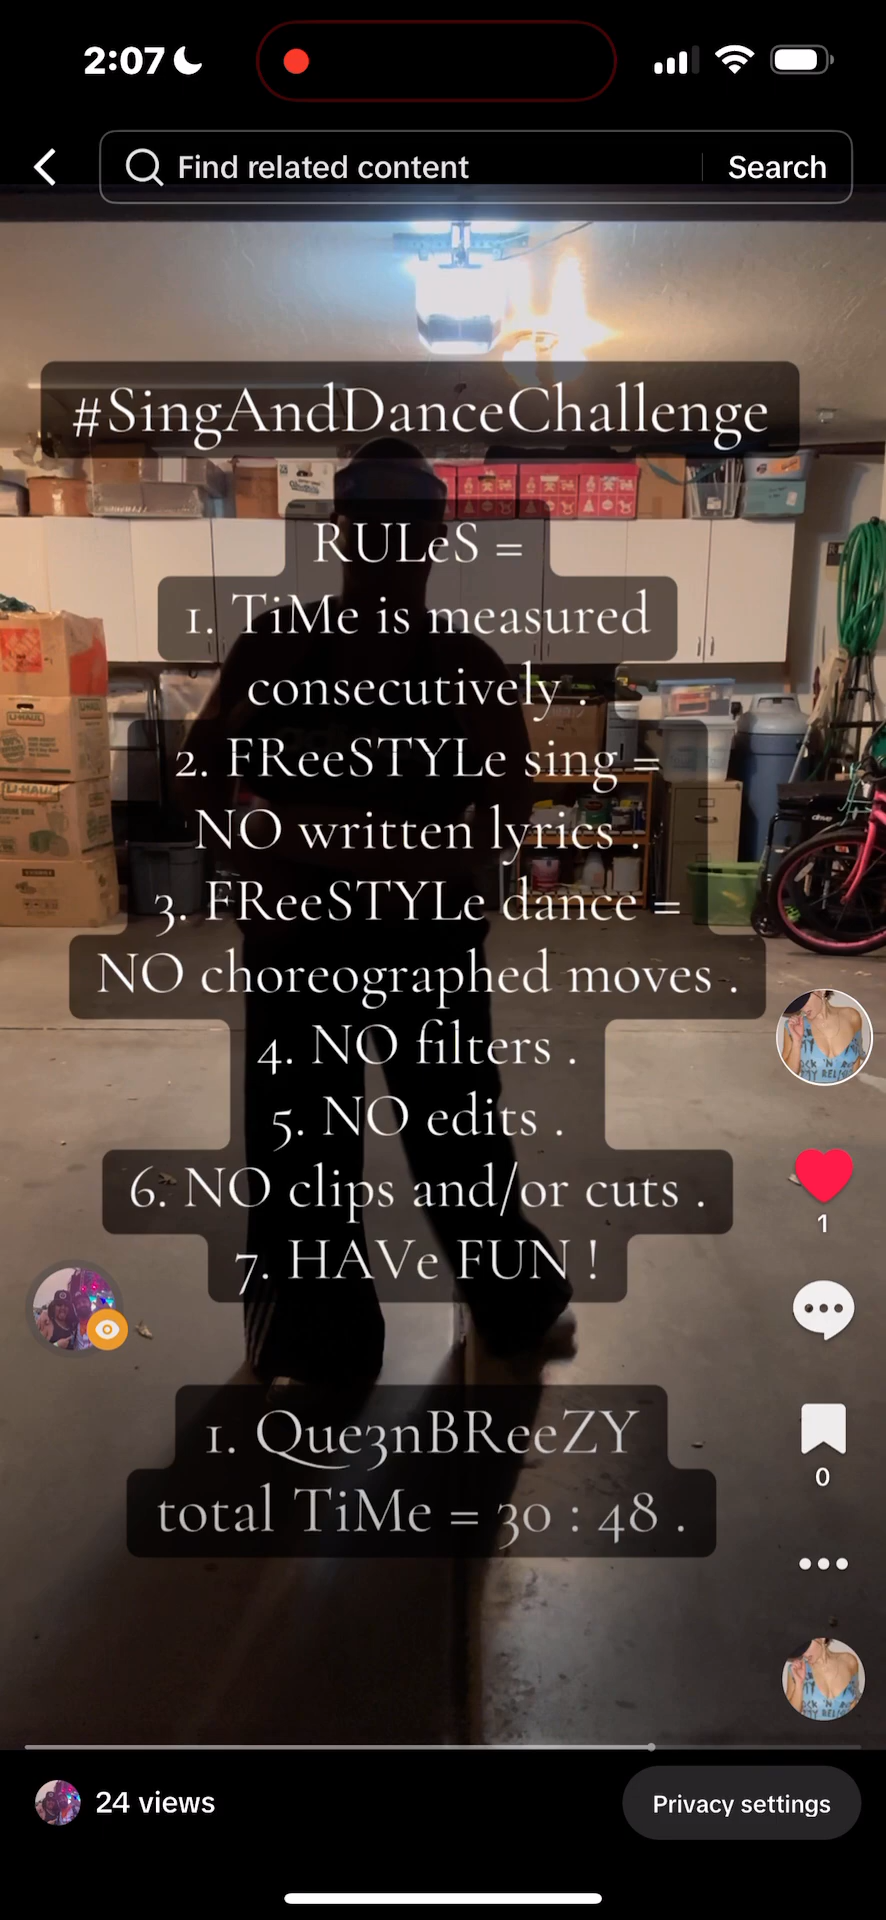 2:07
Find related content
Search
#SingAndDanceChallenge
RULeS =
1. TiMe is measured
consecutively .
2. FReeSTYLe sing =
NO written lyrics .
3. FReeSTYLe dance =
NO choreographed moves .
4. NO filters .
5. NO edits .
6. NO clips and/or cuts .
7. HAVe FUN !
U-HAUL
U-HAUL
1
1. Que3nBReeZY
total TiMe = 30 : 48 .
0
24 views
Privacy settings